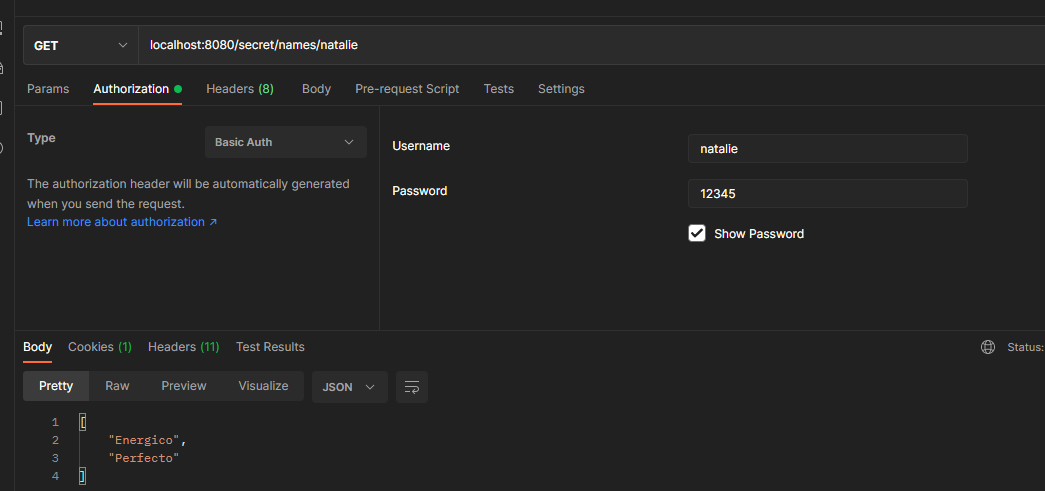 GET localhost:8080/secret/names/natalie
Params Authorization Headers (8) Body Pre-request Script Tests Settings
Type Basic Auth
The authorization header will be automatically generated
when you send the request.
Learn more about authorization ↗
Username natalie
Password 12345
Show Password
Body Cookies (1) Headers (11) Test Results Status:
Pretty Raw Preview Visualize JSON
1 [
2 "Energico",
3 "Perfecto"
4 ]